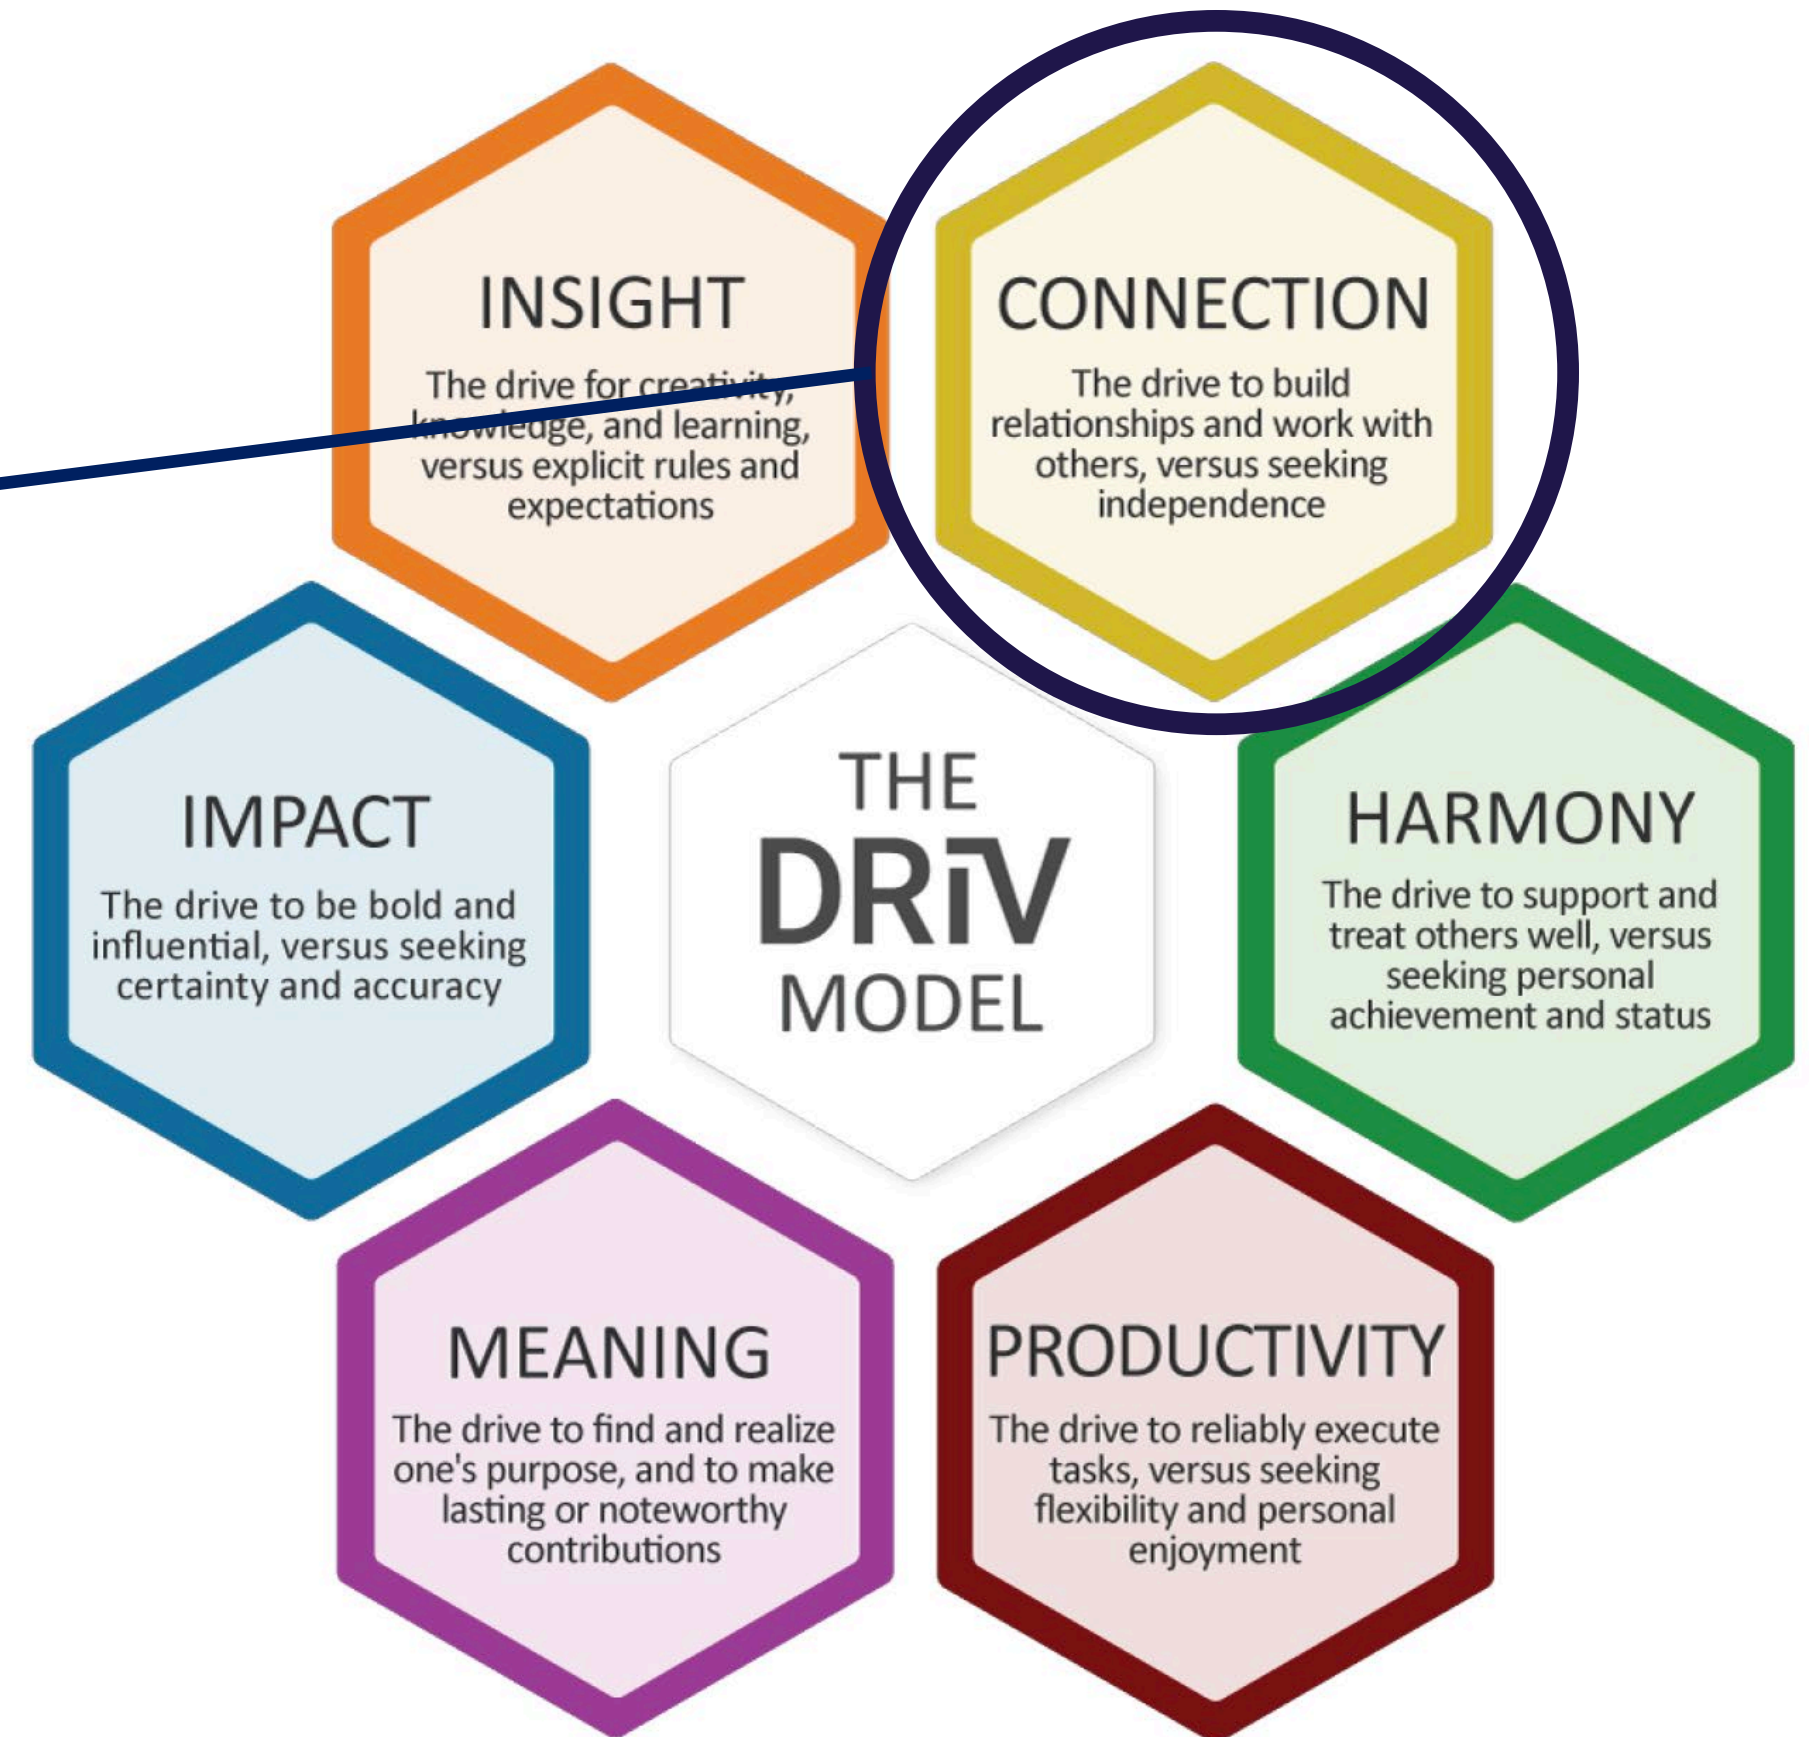 INSIGHT
The drive for creativity,
knowledge, and learning,
versus explicit rules and
expectations
CONNECTION
The drive to build
relationships and work with
others, versus seeking
independence
IMPACT
The drive to be bold and
influential, versus seeking
certainty and accuracy
THE
DRiV
MODEL
HARMONY
The drive to support and
treat others well, versus
seeking personal
achievement and status
MEANING
The drive to find and realize
one's purpose, and to make
lasting or noteworthy
contributions
PRODUCTIVITY
The drive to reliably execute
tasks, versus seeking
flexibility and personal
enjoyment